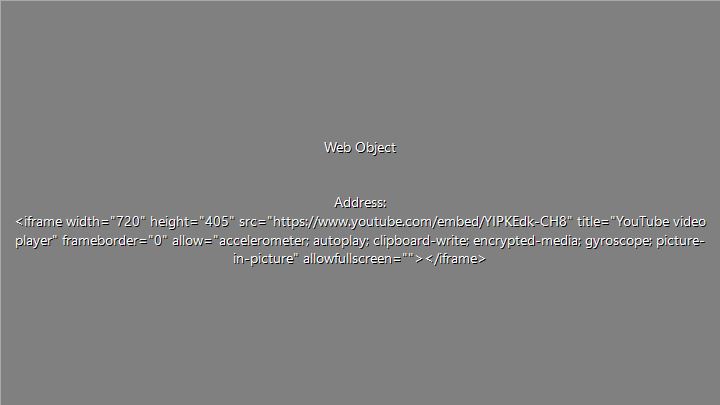 Web Object
Address:
<iframe width="720" height="405" src="https://www.youtube.com/embed/YIPKEdk-CH8" title="YouTube video
player" frameborder="0" allow="accelerometer; autoplay; clipboard-write; encrypted-media; gyroscope; picture-
in-picture" allowfullscreen=""></iframe>